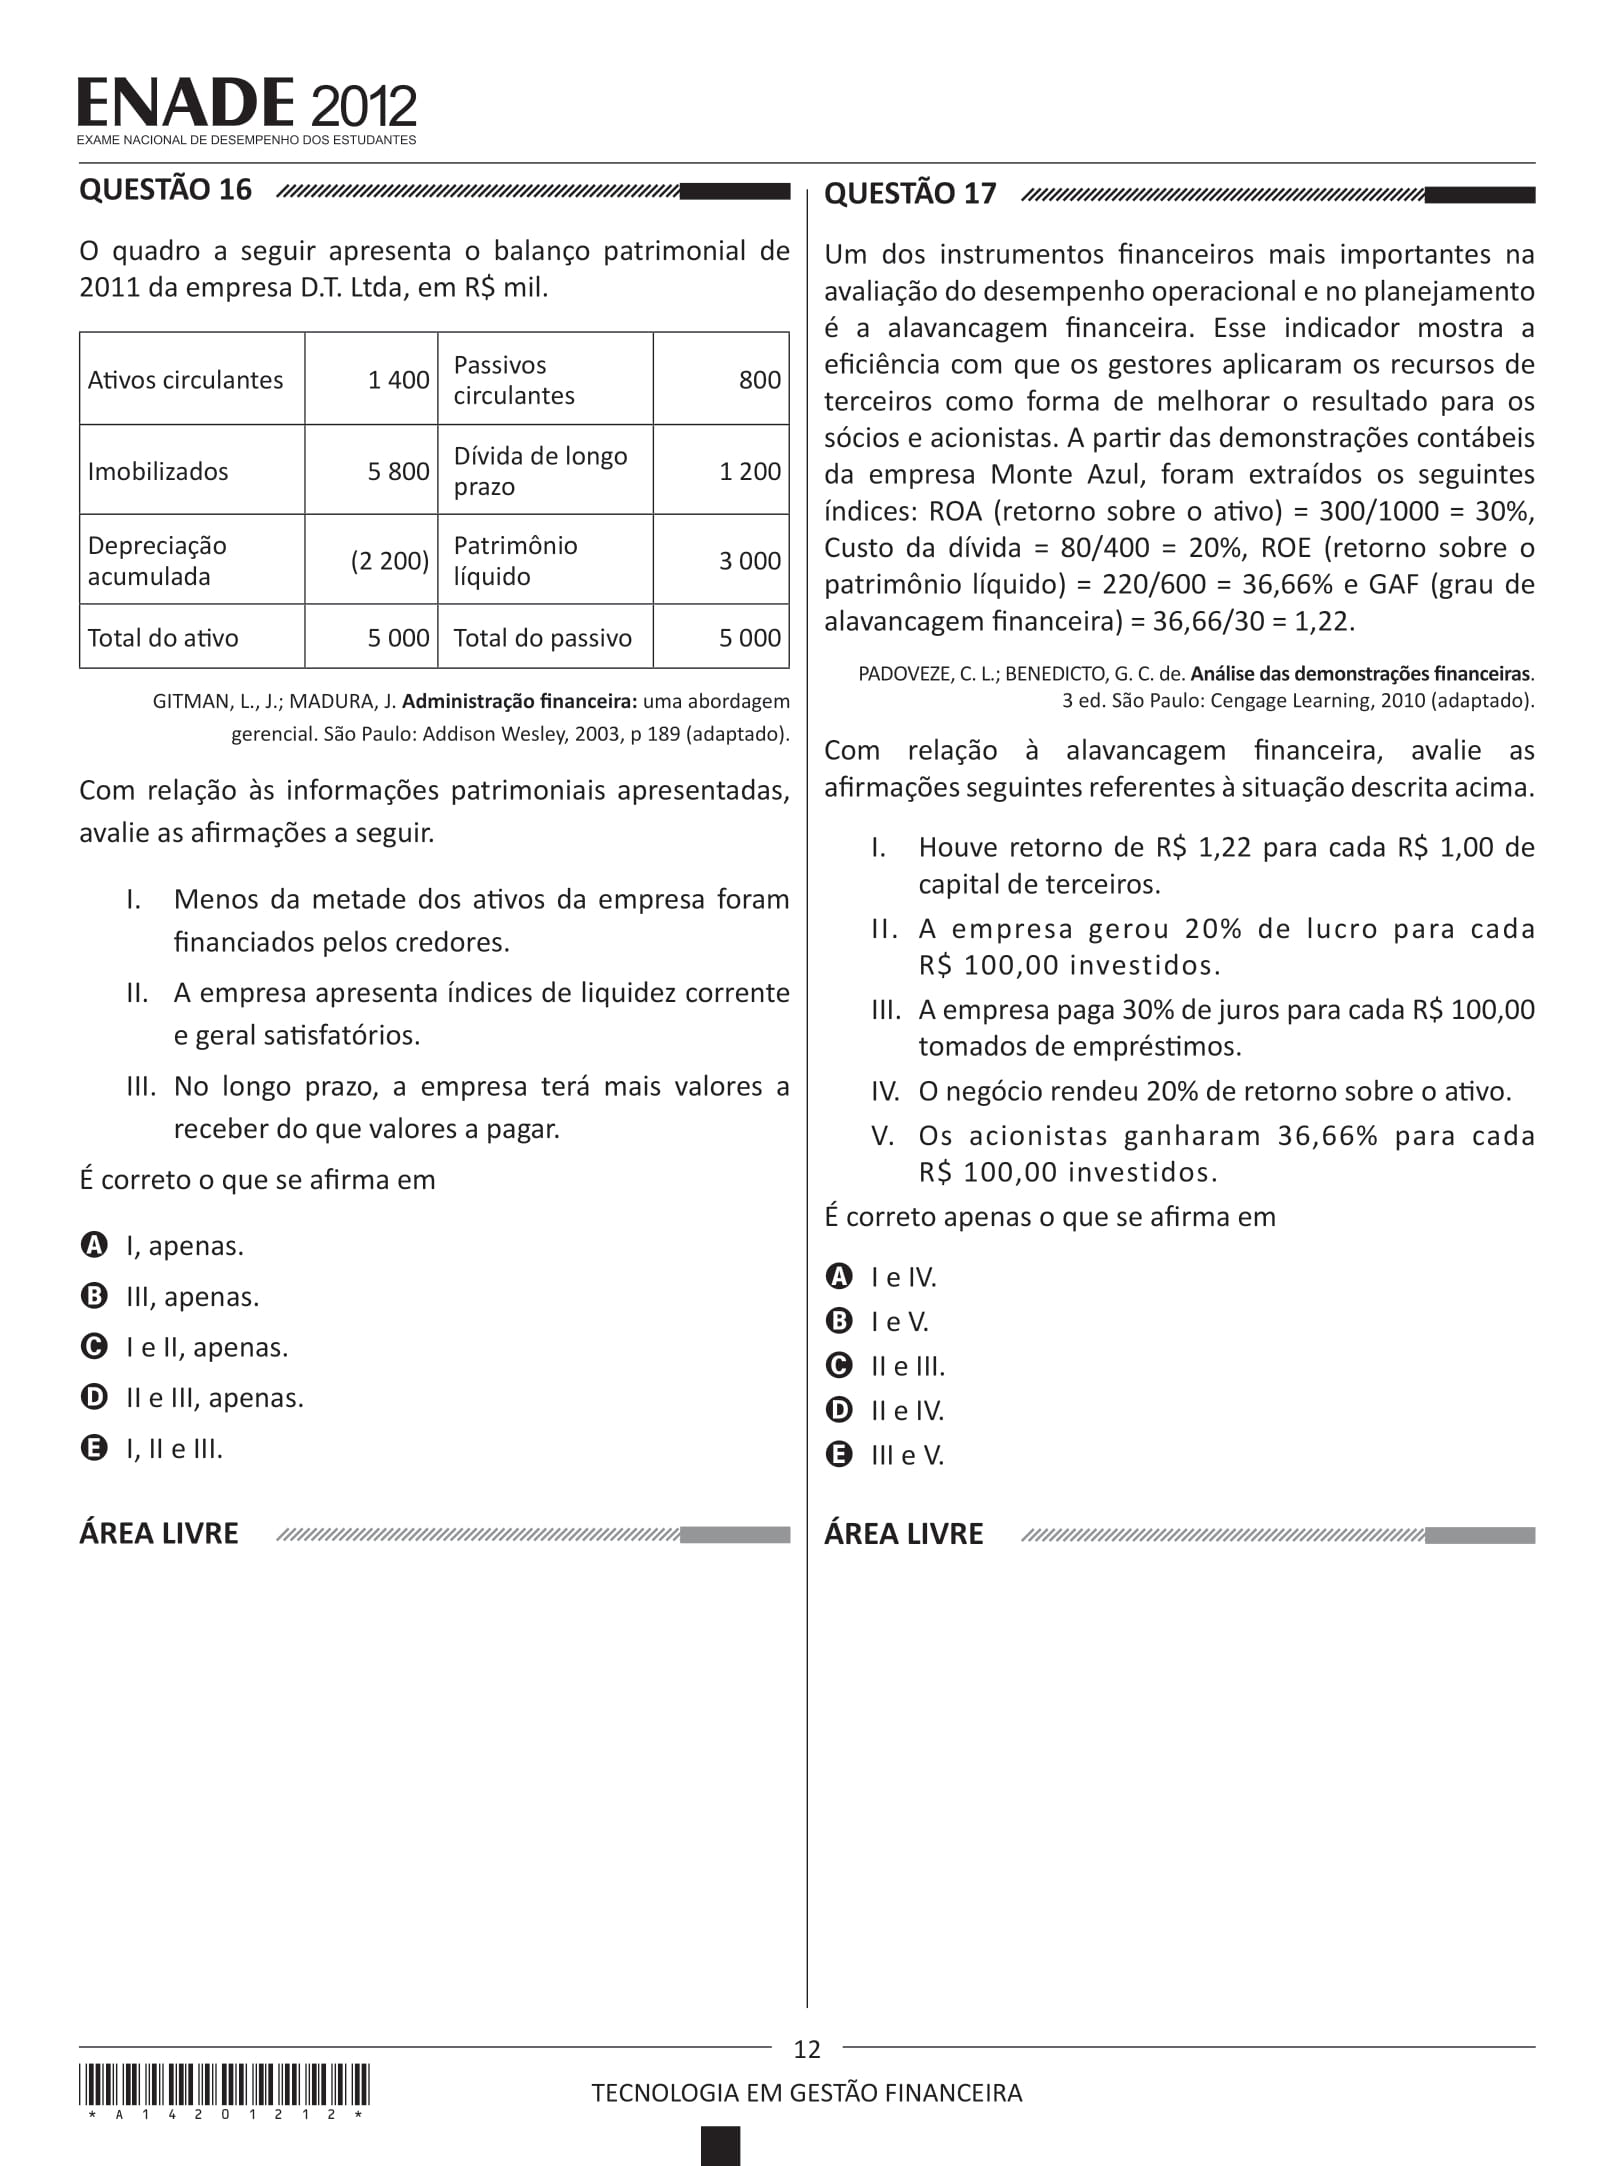 ENADE 2012
EXAME NACIONAL DE DESEMPENHO DOS ESTUDANTES
QUESTÃO 16
O quadro a seguir apresenta o balanço patrimonial de
2011 da empresa D.T. Ltda, em R$ mil.
Ativos circulantes 1 400 Passivos circulantes 800
Imobilizados 5 800 Dívida de longo prazo 1 200
Depreciação acumulada (2 200) Patrimônio líquido 3 000
Total do ativo 5 000 Total do passivo 5 000
GITMAN, L., J.; MADURA, J. Administração financeira: uma abordagem
gerencial. São Paulo: Addison Wesley, 2003, p 189 (adaptado).
Com relação às informações patrimoniais apresentadas,
avalie as afirmações a seguir.
I. Menos da metade dos ativos da empresa foram
financiados pelos credores.
II. A empresa apresenta índices de liquidez corrente
e geral satisfatórios.
III. No longo prazo, a empresa terá mais valores a
receber do que valores a pagar.
É correto o que se afirma em
A I, apenas.
B III, apenas.
C I e II, apenas.
D II e III, apenas.
E I, II e III.
ÁREA LIVRE
QUESTÃO 17
Um dos instrumentos financeiros mais importantes na
avaliação do desempenho operacional e no planejamento
é a alavancagem financeira. Esse indicador mostra a
eficiência com que os gestores aplicaram os recursos de
terceiros como forma de melhorar o resultado para os
sócios e acionistas. A partir das demonstrações contábeis
da empresa Monte Azul, foram extraídos os seguintes
índices: ROA (retorno sobre o ativo) = 300/1000 = 30%,
Custo da dívida = 80/400 = 20%, ROE (retorno sobre o
patrimônio líquido) = 220/600 = 36,66% e GAF (grau de
alavancagem financeira) = 36,66/30 = 1,22.
PADOVEZE, C. L.; BENEDICTO, G. C. de. Análise das demonstrações financeiras.
3 ed. São Paulo: Cengage Learning, 2010 (adaptado).
Com relação à alavancagem financeira, avalie as
afirmações seguintes referentes à situação descrita acima.
I. Houve retorno de R$ 1,22 para cada R$ 1,00 de
capital de terceiros.
II. A empresa gerou 20% de lucro para cada
R$ 100,00 investidos.
III. A empresa paga 30% de juros para cada R$ 100,00
tomados de empréstimos.
IV. O negócio rendeu 20% de retorno sobre o ativo.
V. Os acionistas ganharam 36,66% para cada
R$ 100,00 investidos.
É correto apenas o que se afirma em
A I e IV.
B I e V.
C II e III.
D II e IV.
E III e V.
ÁREA LIVRE
12
TECNOLOGIA EM GESTÃO FINANCEIRA
* A 1 4 2 0 1 2 1 2 *